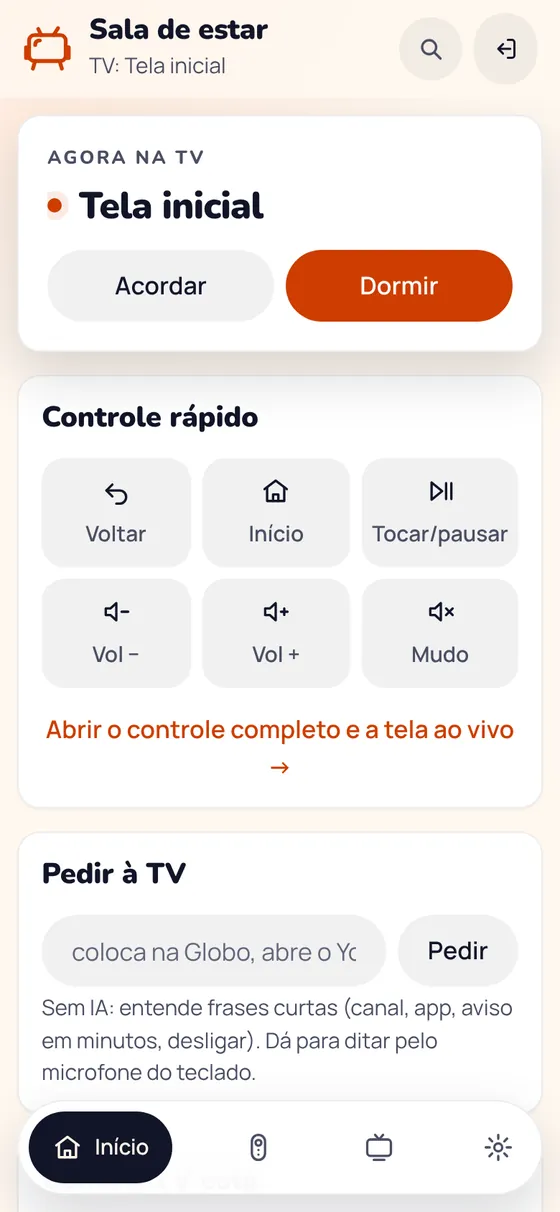 Sala de estar
TV: Tela inicial
AGORA NA TV
Tela inicial
Acordar
Dormir
Controle rápido
Voltar
Início
Tocar/pausar
Vol −
Vol +
Mudo
Abrir o controle completo e a tela ao vivo
→
Pedir à TV
coloca na Globo, abre o Yo
Pedir
Sem IA: entende frases curtas (canal, app, aviso
em minutos, desligar). Dá para ditar pelo
microfone do teclado.
Início